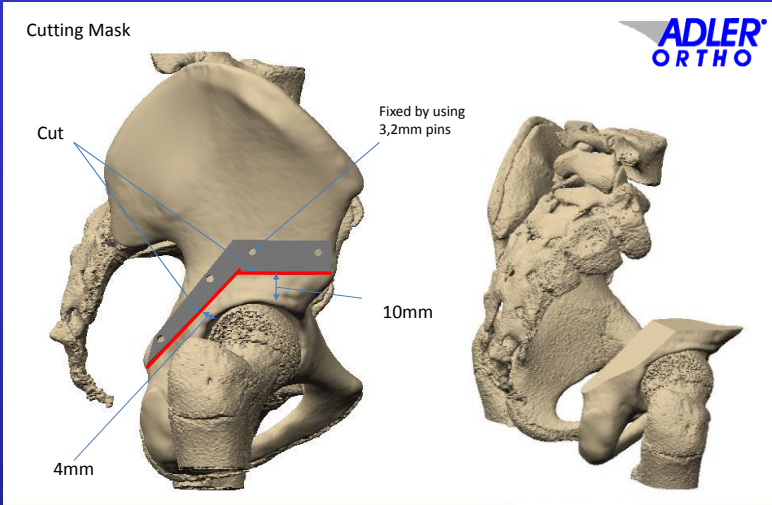 Cutting Mask
ADLER®
ORTHO
Fixed by using
3,2mm pins
Cut
10mm
4mm